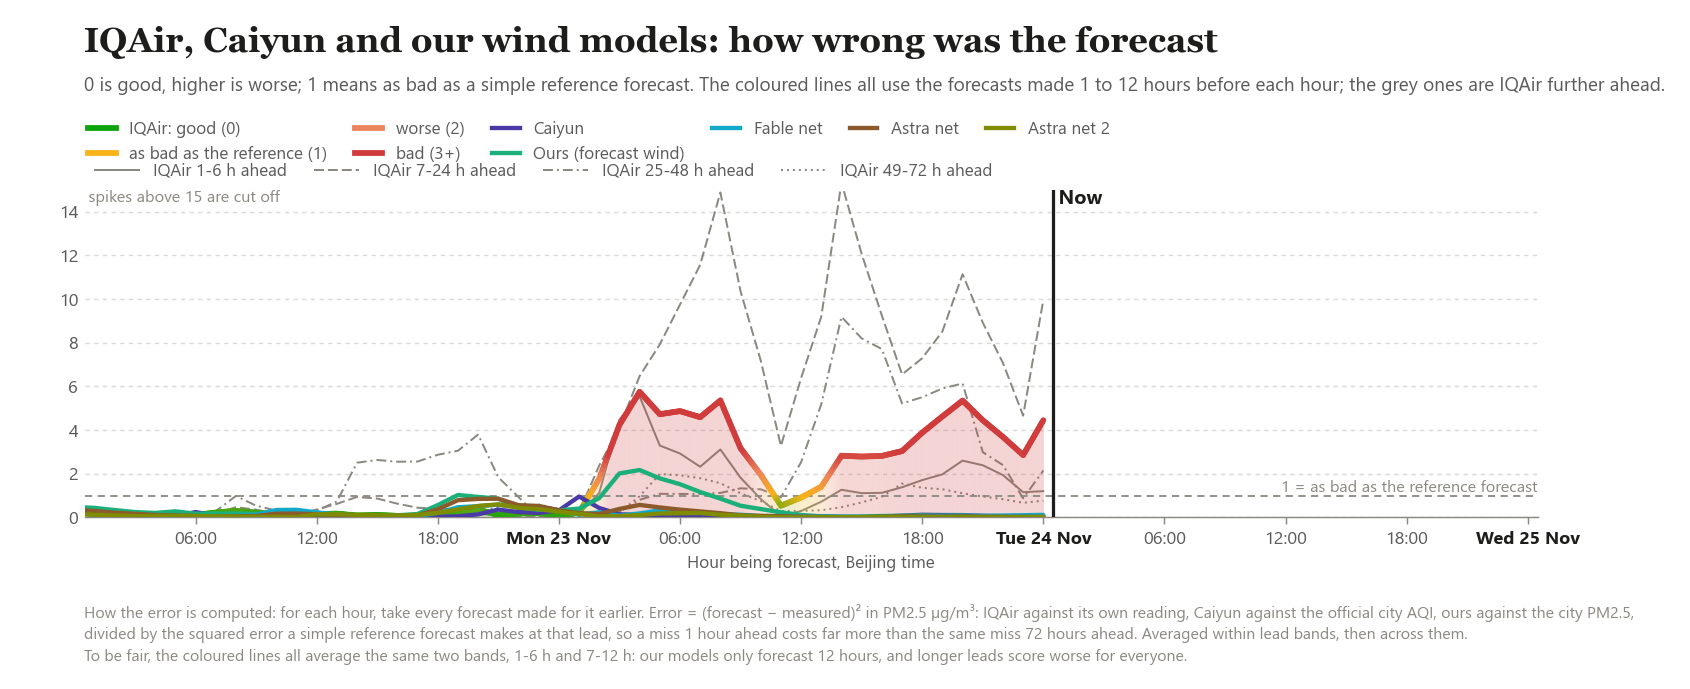 IQAir, Caiyun and our wind models: how wrong was the forecast
0 is good, higher is worse; 1 means as bad as a simple reference forecast. The coloured lines all use the forecasts made 1 to 12 hours before each hour; the grey ones are IQAir further ahead.
IQAir: good (0) worse (2) Caiyun Fable net Astra net Astra net 2
as bad as the reference (1) bad (3+) Ours (forecast wind)
IQAir 1-6 h ahead IQAir 7-24 h ahead IQAir 25-48 h ahead IQAir 49-72 h ahead
spikes above 15 are cut off
Now
14
12
10
8
6
4
2
1 = as bad as the reference forecast
0
06:00 12:00 18:00 Mon 23 Nov 06:00 12:00 18:00 Tue 24 Nov 06:00 12:00 18:00 Wed 25 Nov
Hour being forecast, Beijing time
How the error is computed: for each hour, take every forecast made for it earlier. Error = (forecast − measured)² in PM2.5 µg/m³: IQAir against its own reading, Caiyun against the official city AQI, ours against the city PM2.5,
divided by the squared error a simple reference forecast makes at that lead, so a miss 1 hour ahead costs far more than the same miss 72 hours ahead. Averaged within lead bands, then across them.
To be fair, the coloured lines all average the same two bands, 1-6 h and 7-12 h: our models only forecast 12 hours, and longer leads score worse for everyone.